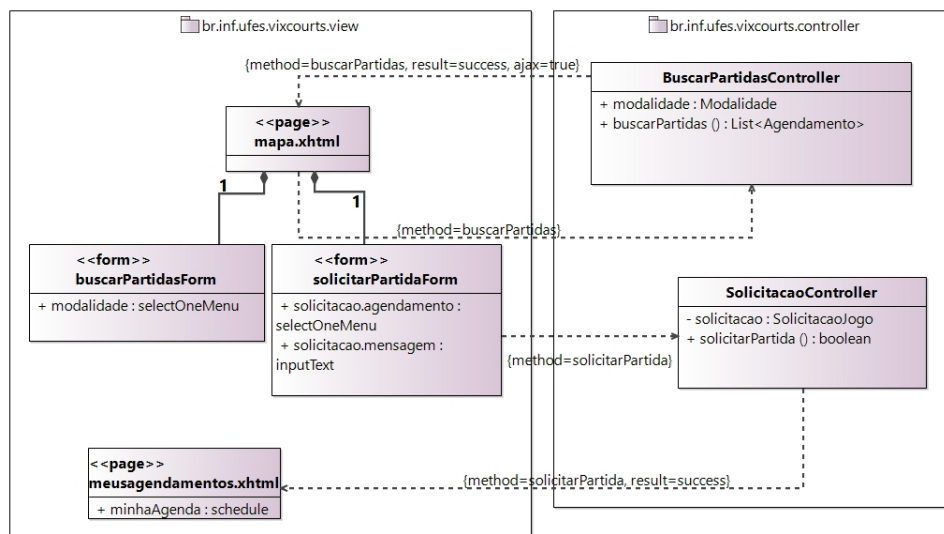 br.inf.ufes.vixcourts.view
br.inf.ufes.vixcourts.controller
{method=buscarPartidas, result=success, ajax=true}
BuscarPartidasController
+ modalidade : Modalidade
+ buscarPartidas () : List<Agendamento>
<<page>>
mapa.xhtml
1
1
{method=buscarPartidas}
<<form>>
buscarPartidasForm
+ modalidade : selectOneMenu
<<form>>
solicitarPartidaForm
+ solicitacao.agendamento :
selectOneMenu
+ solicitacao.mensagem :
inputText
SolicitacaoController
- solicitacao : SolicitacaoJogo
+ solicitarPartida () : boolean
{method=solicitarPartida}
<<page>>
meusagendamentos.xhtml
+ minhaAgenda : schedule
{method=solicitarPartida, result=success}